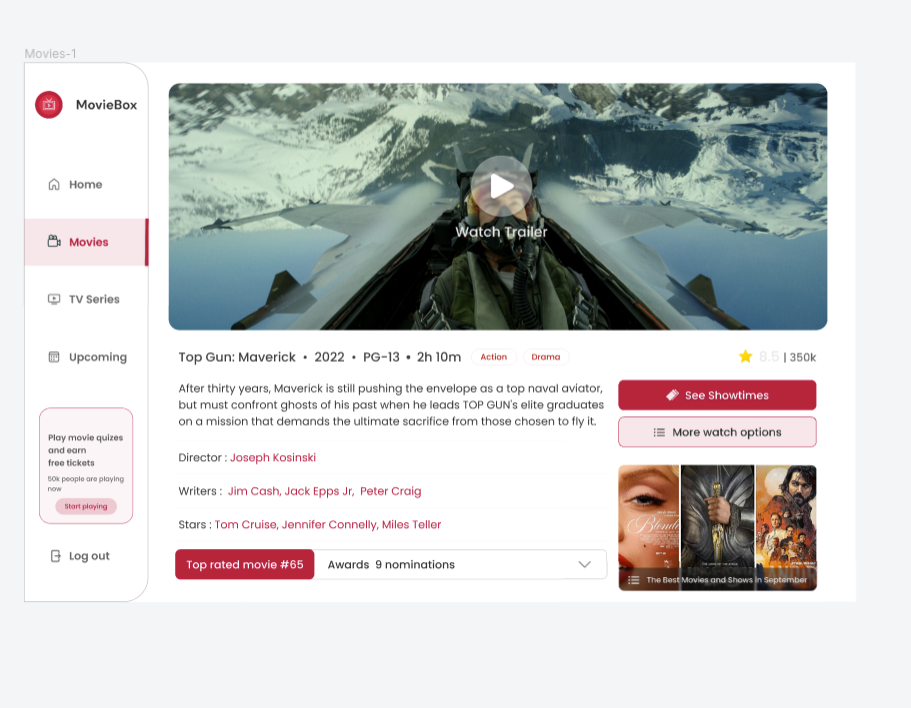 Movies-1
MovieBox
Home
Movies
TV Series
Upcoming
Play movie quizes
and earn
free tickets
50k people are playing
now
Start playing
Log out
Watch Trailer
Top Gun: Maverick • 2022 • PG-13 • 2h 10m
Action
Drama
8.5 | 350k
After thirty years, Maverick is still pushing the envelope as a top naval aviator,
but must confront ghosts of his past when he leads TOP GUN's elite graduates
on a mission that demands the ultimate sacrifice from those chosen to fly it.
Director : Joseph Kosinski
Writers : Jim Cash, Jack Epps Jr, Peter Craig
Stars : Tom Cruise, Jennifer Connelly, Miles Teller
Top rated movie #65
Awards 9 nominations
See Showtimes
More watch options
Blonde
The Best Movies and Shows in September